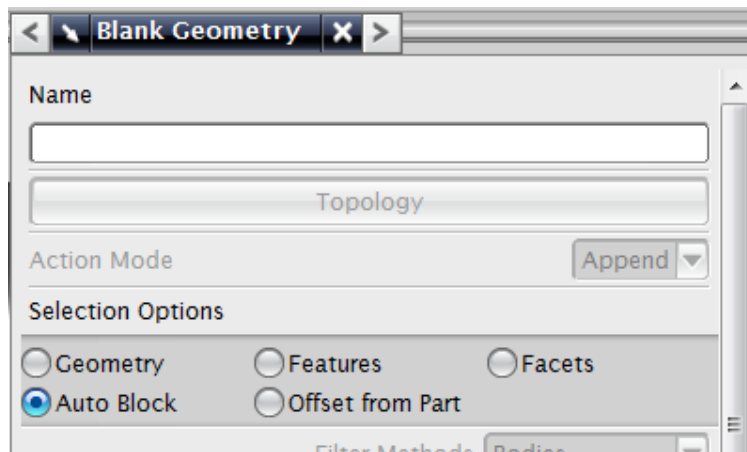 Blank Geometry
Name
Topology
Action Mode Append
Selection Options
Geometry Features Facets
Auto Block Offset from Part
Filter Methods Bodies